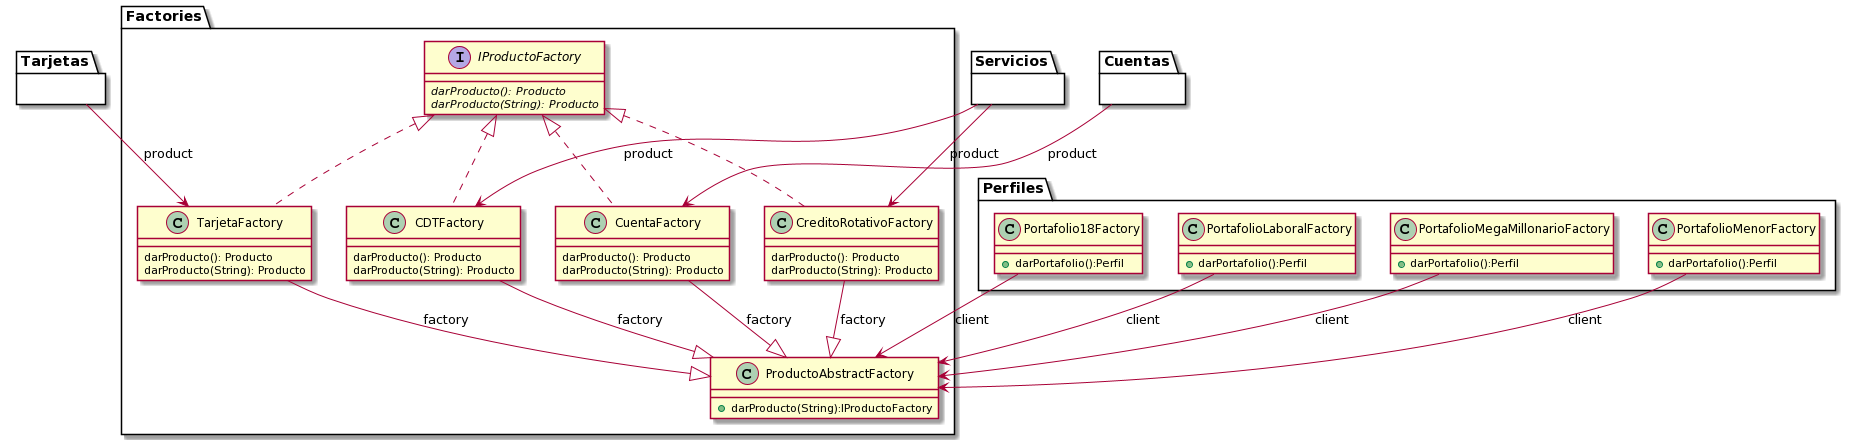 Factories
Tarjetas
Servicios
Cuentas
I
IProductoFactory
darProducto(): Producto
darProducto(String): Producto
product
product
product
product
Perfiles
C
TarjetaFactory
darProducto(): Producto
darProducto(String): Producto
C
CDTFactory
darProducto(): Producto
darProducto(String): Producto
C
CuentaFactory
darProducto(): Producto
darProducto(String): Producto
C
CreditoRotativoFactory
darProducto(): Producto
darProducto(String): Producto
C
Portafolio18Factory
darPortafolio():Perfil
C
PortafolioLaboralFactory
darPortafolio():Perfil
C
PortafolioMegaMillonarioFactory
darPortafolio():Perfil
C
PortafolioMenorFactory
darPortafolio():Perfil
factory
factory
factory
factory
client
client
client
client
C
ProductoAbstractFactory
darProducto(String):IProductoFactory